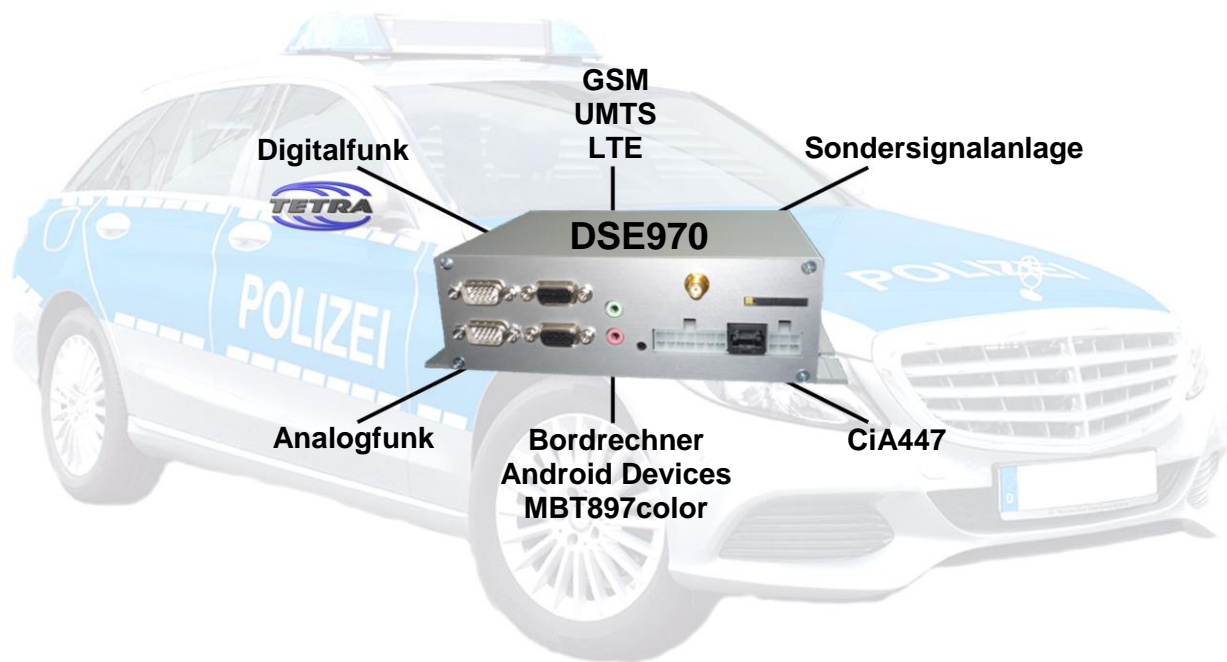 GSM
UMTS
LTE
Digitalfunk
Sondersignalanlage
TETRA
DSE970
POLIZEI
POLIZEI
Analogfunk
Bordrechner
Android Devices
MBT897color
CiA447
D